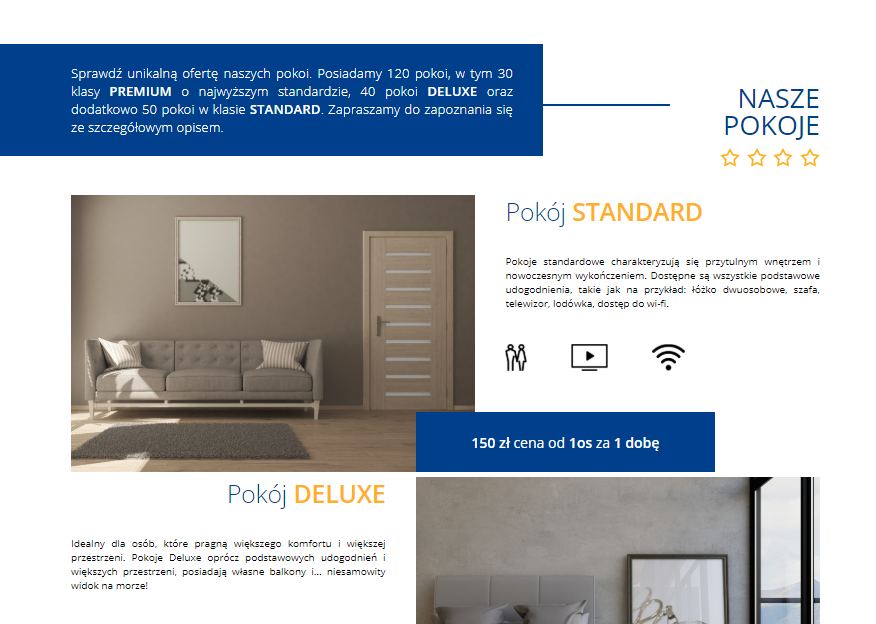 Sprawdź unikalną ofertę naszych pokoi. Posiadamy 120 pokoi, w tym 30
klasy PREMIUM o najwyższym standardzie, 40 pokoi DELUXE oraz
dodatkowo 50 pokoi w klasie STANDARD. Zapraszamy do zapoznania się
ze szczegółowym opisem.
NASZE
POKOJE
Pokój STANDARD
Pokoje standardowe charakteryzują się przytulnym wnętrzem i
nowoczesnym wykończeniem. Dostępne są wszystkie podstawowe
udogodnienia, takie jak na przykład: łóżko dwuosobowe, szafa,
telewizor, lodówka, dostęp do wi-fi.
150 zł cena od 1os za 1 dobę
Pokój DELUXE
Idealny dla osób, które pragną większego komfortu i większej
przestrzeni. Pokoje Deluxe oprócz podstawowych udogodnień i
większych przestrzeni, posiadają własne balkony i... niesamowity
widok na morze!